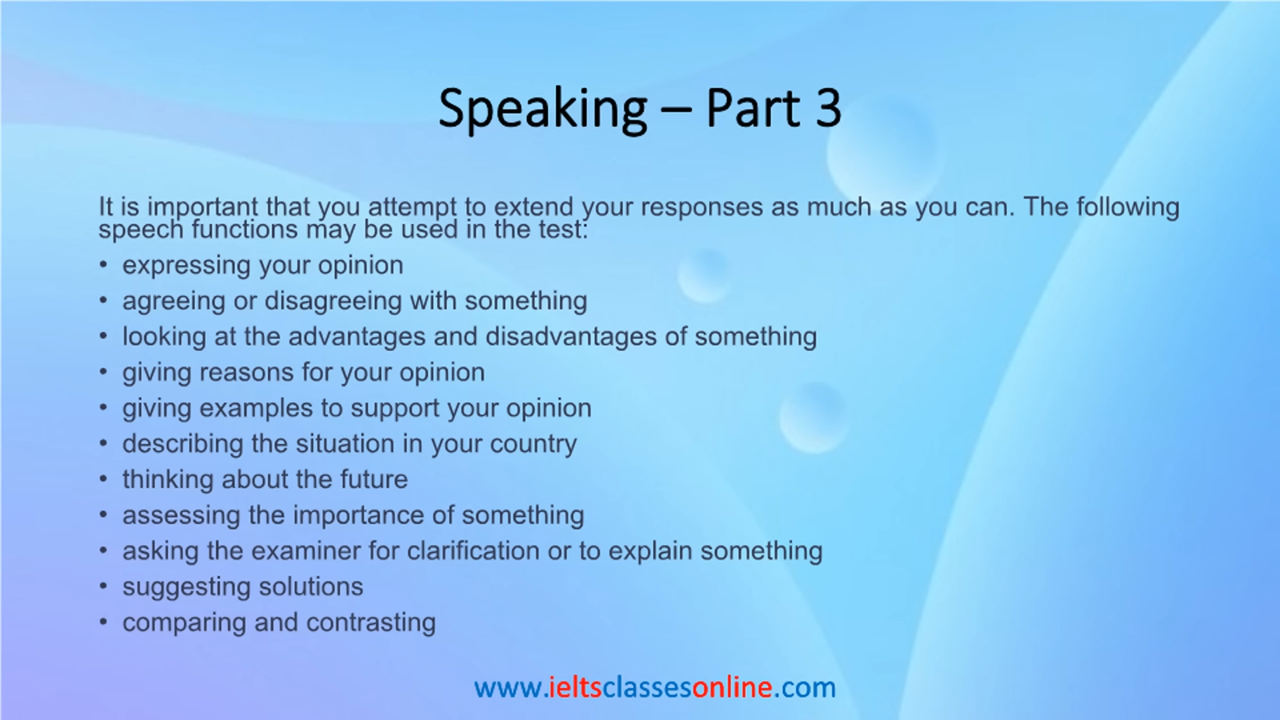 Speaking – Part 3
It is important that you attempt to extend your responses as much as you can. The following
speech functions may be used in the test:
• expressing your opinion
• agreeing or disagreeing with something
• looking at the advantages and disadvantages of something
• giving reasons for your opinion
• giving examples to support your opinion
• describing the situation in your country
• thinking about the future
• assessing the importance of something
• asking the examiner for clarification or to explain something
• suggesting solutions
• comparing and contrasting
www.ieltsclassesonline.com